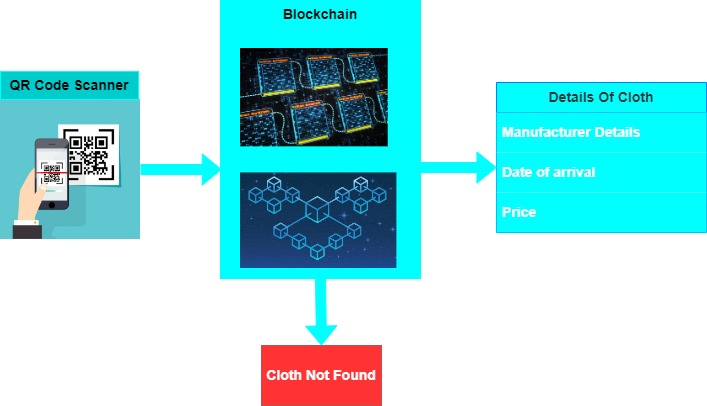 Blockchain
QR Code Scanner
Details Of Cloth
Manufacturer Details
Date of arrival
Price
Cloth Not Found